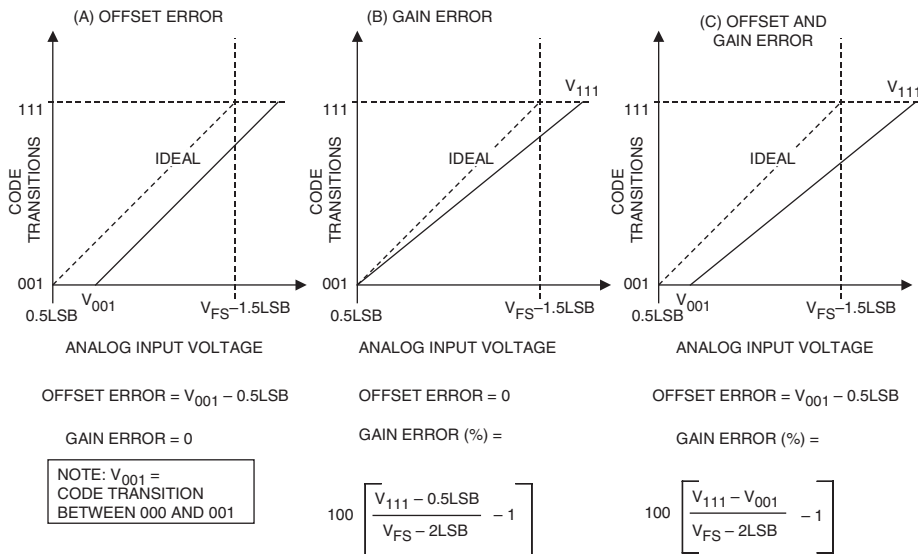 (A) OFFSET ERROR
111
CODE
TRANSITIONS
IDEAL
001
0.5LSB
V001
VFS–1.5LSB
ANALOG INPUT VOLTAGE
OFFSET ERROR = V001 – 0.5LSB
GAIN ERROR = 0
NOTE: V001 =
CODE TRANSITION
BETWEEN 000 AND 001
(B) GAIN ERROR
V111
111
CODE
TRANSITIONS
IDEAL
001
0.5LSB
VFS–1.5LSB
ANALOG INPUT VOLTAGE
OFFSET ERROR = 0
GAIN ERROR (%) =
100 [ V111 – 0.5LSB
VFS – 2LSB
– 1 ]
(C) OFFSET AND
GAIN ERROR
V111
111
CODE
TRANSITIONS
IDEAL
001
0.5LSB
V001
VFS–1.5LSB
ANALOG INPUT VOLTAGE
OFFSET ERROR = V001 – 0.5LSB
GAIN ERROR (%) =
100 [ V111 – V001
VFS – 2LSB
– 1 ]